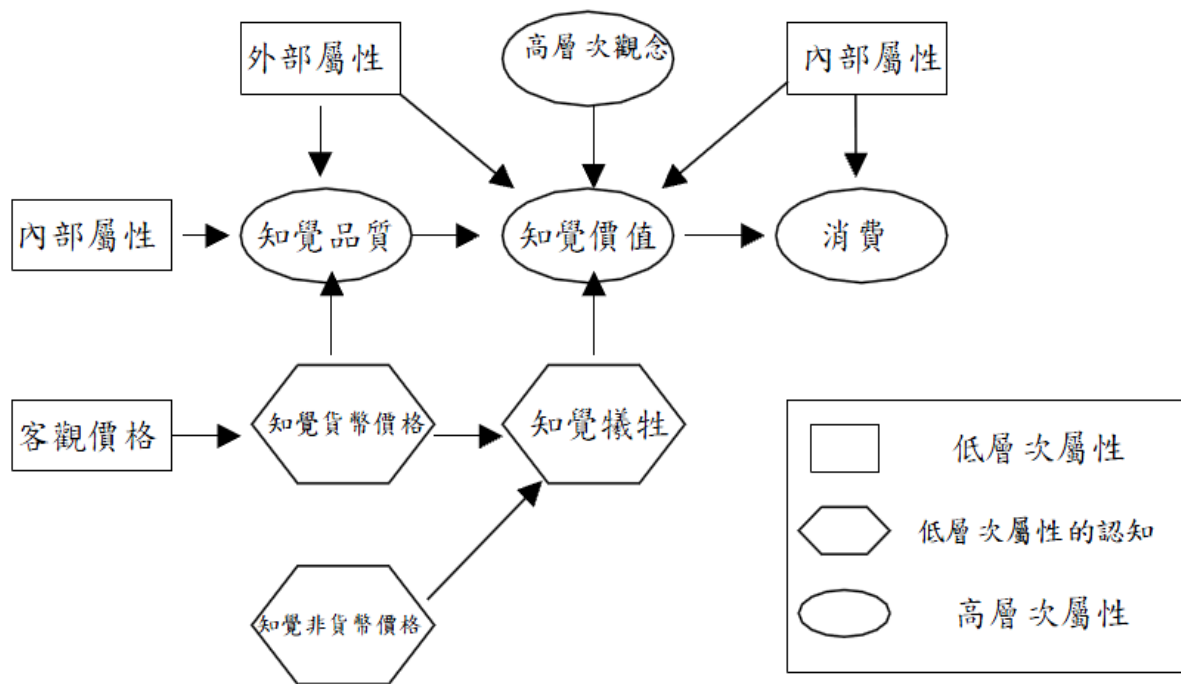 外部屬性
高層次觀念
內部屬性
內部屬性
知覺品質
知覺價值
消費
客觀價格
知覺貨幣價格
知覺犧牲
知覺非貨幣價格
低層次屬性
低層次屬性的認知
高層次屬性